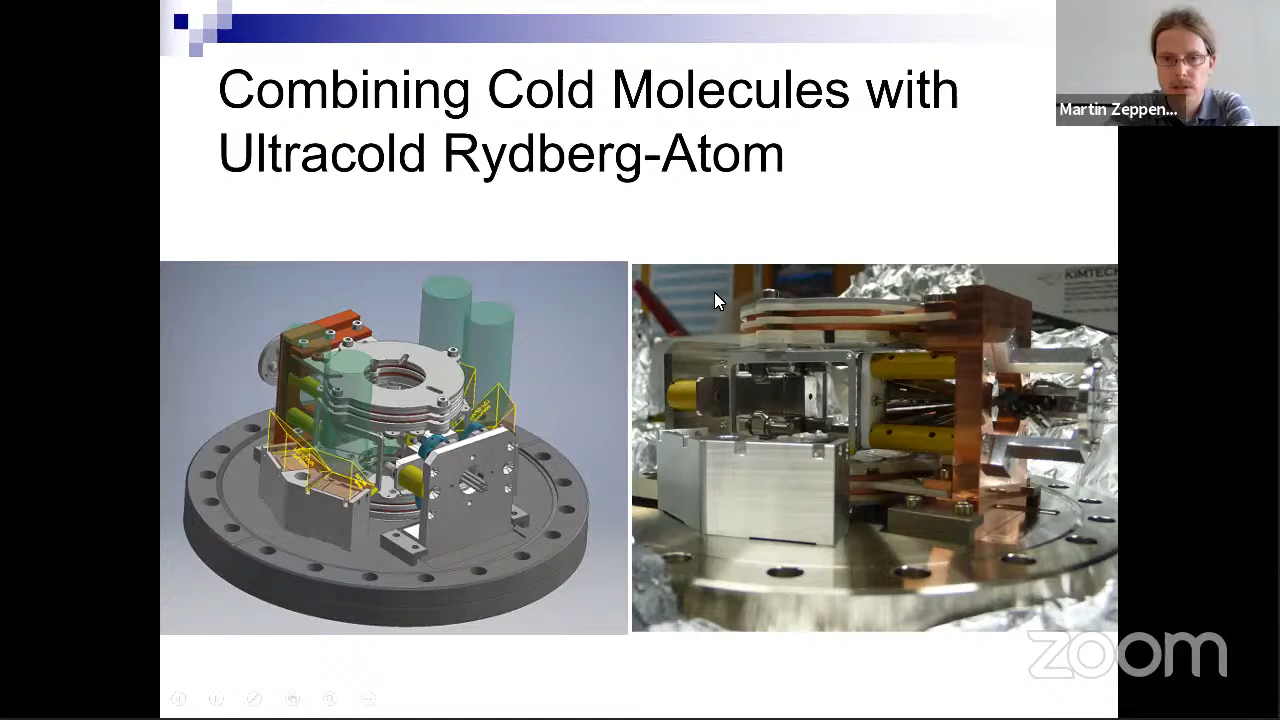 Combining Cold Molecules with
Ultracold Rydberg-Atom
Martin Zeppen...
KIMTECH
zoom